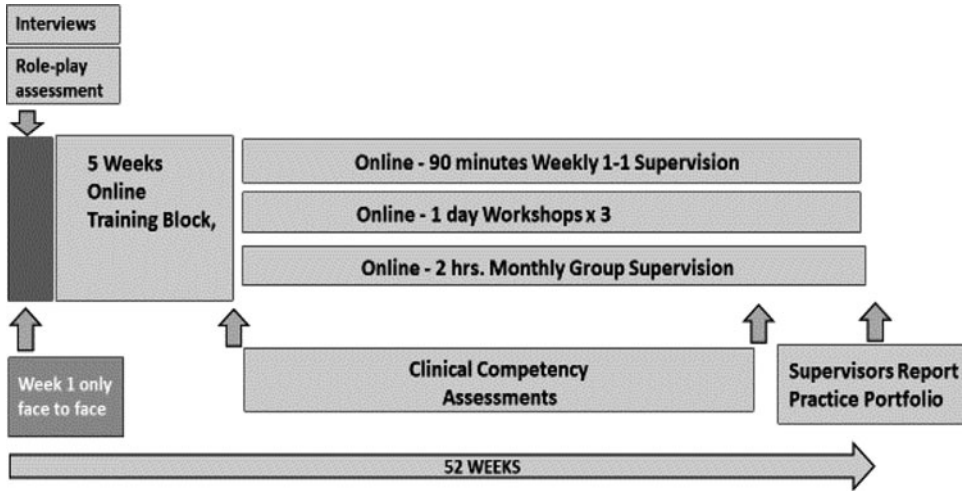 Interviews
Role-play
assessment
5 Weeks
Online
Training Block,
Online - 90 minutes Weekly 1-1 Supervision
Online - 1 day Workshops x 3
Online - 2 hrs. Monthly Group Supervision
Week 1 only
face to face
Clinical Competency
Assessments
Supervisors Report
Practice Portfolio
52 WEEKS